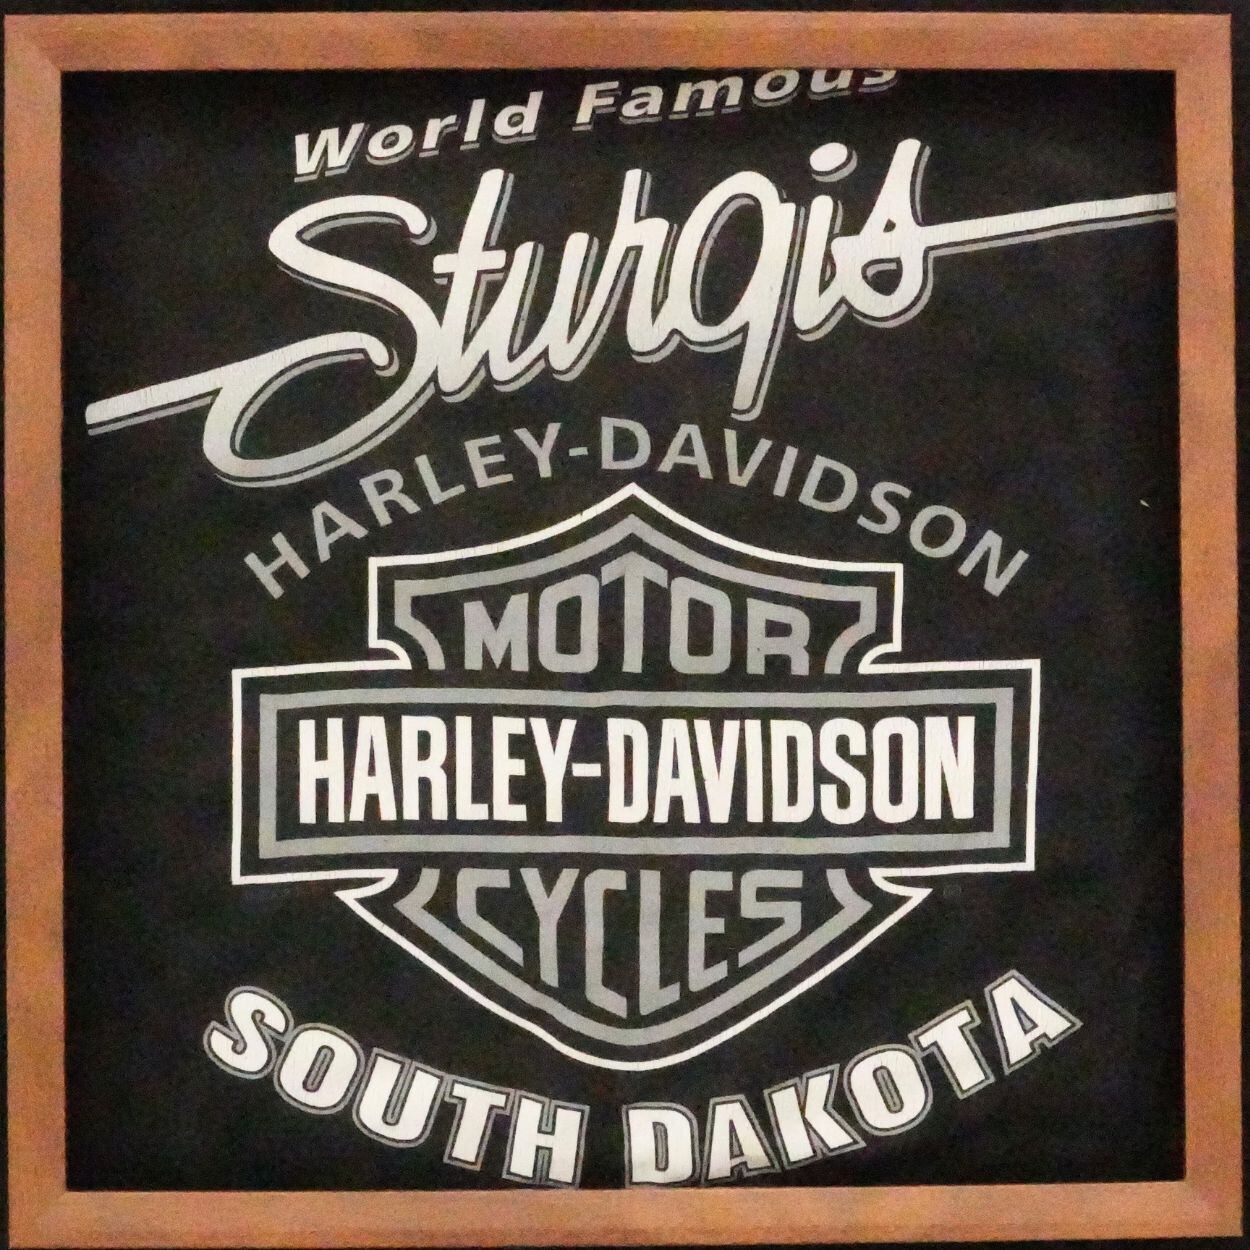 World Famous
Sturgis
HARLEY-DAVIDSON
MOTOR
HARLEY-DAVIDSON
CYCLES
SOUTH DAKOTA